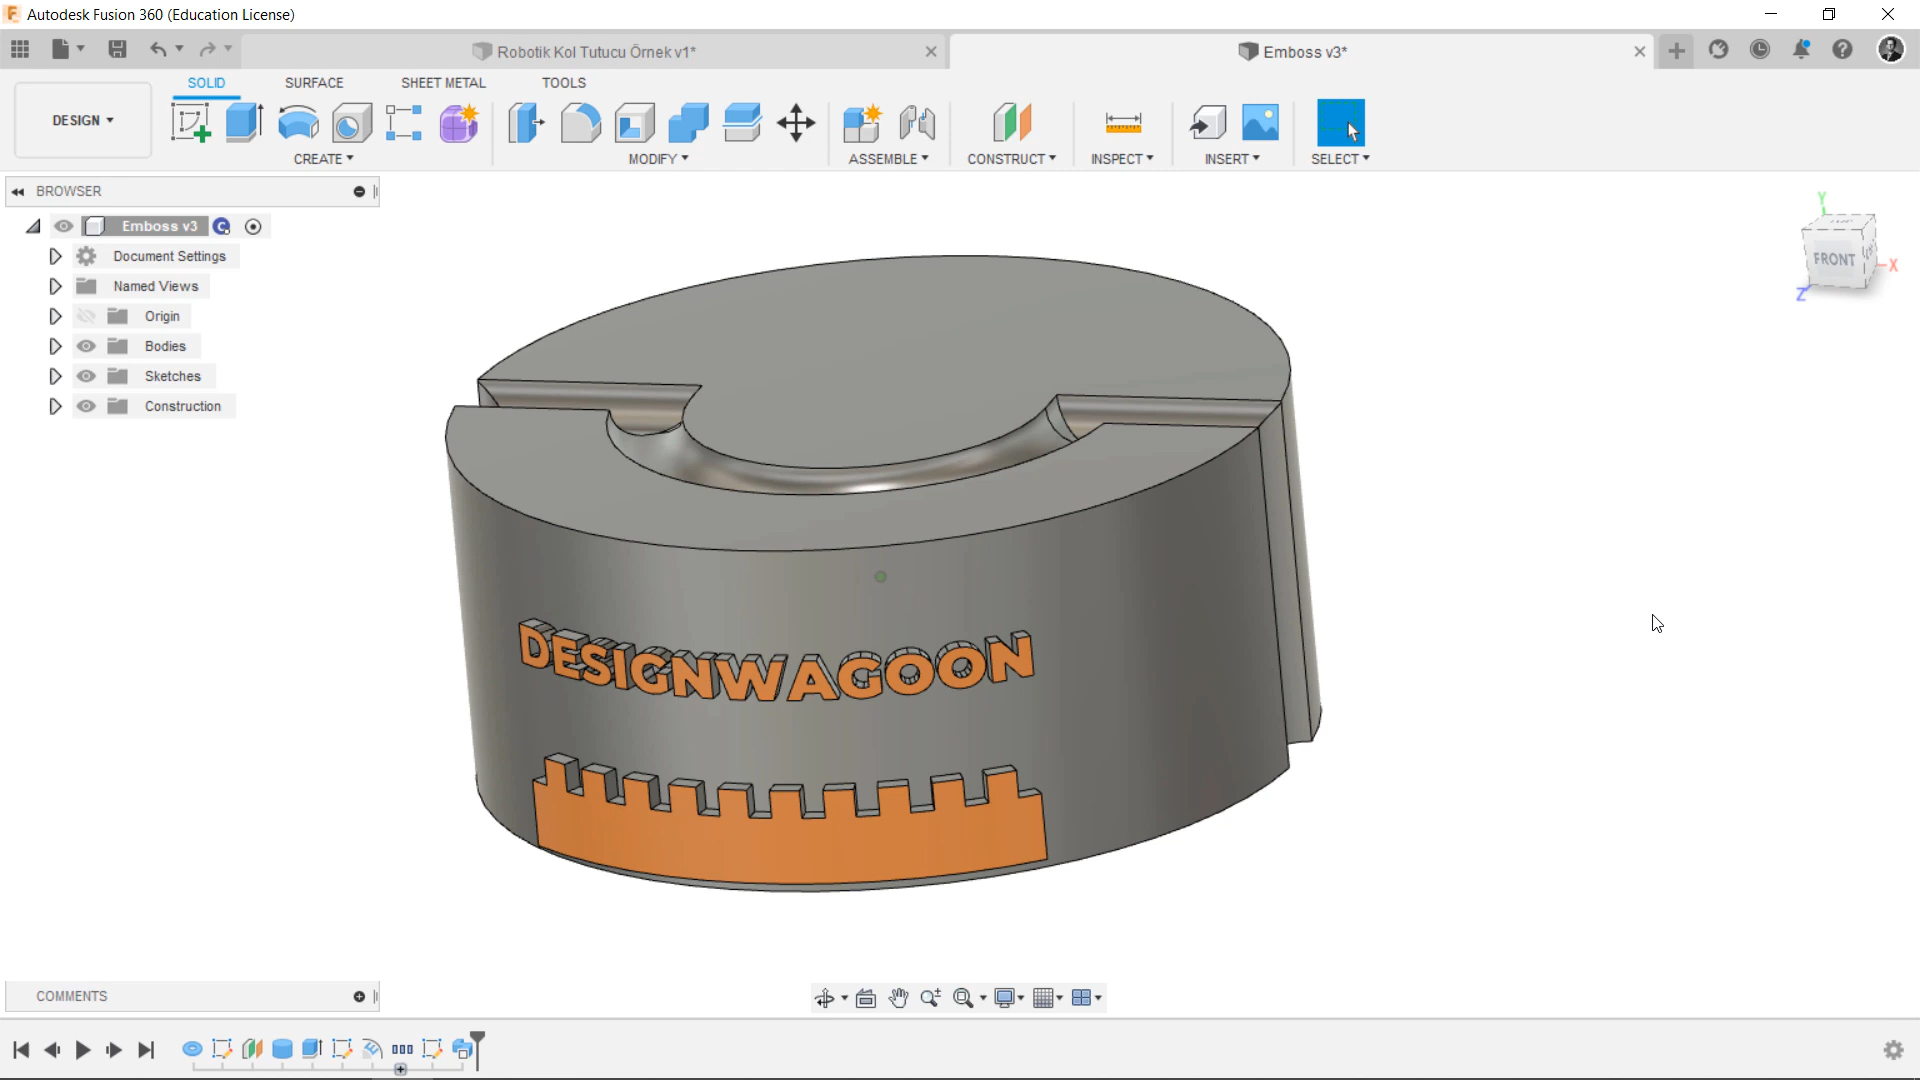 Autodesk Fusion 360 (Education License)
Robotik Kol Tutucu Örnek v1*
Emboss v3*
SOLID SURFACE SHEET METAL TOOLS
DESIGN
CREATE MODIFY ASSEMBLE CONSTRUCT INSPECT INSERT SELECT
BROWSER
Emboss v3
Document Settings
Named Views
Origin
Bodies
Sketches
Construction
Y
FRONT
X
Z
DESIGNWAGOON
COMMENTS